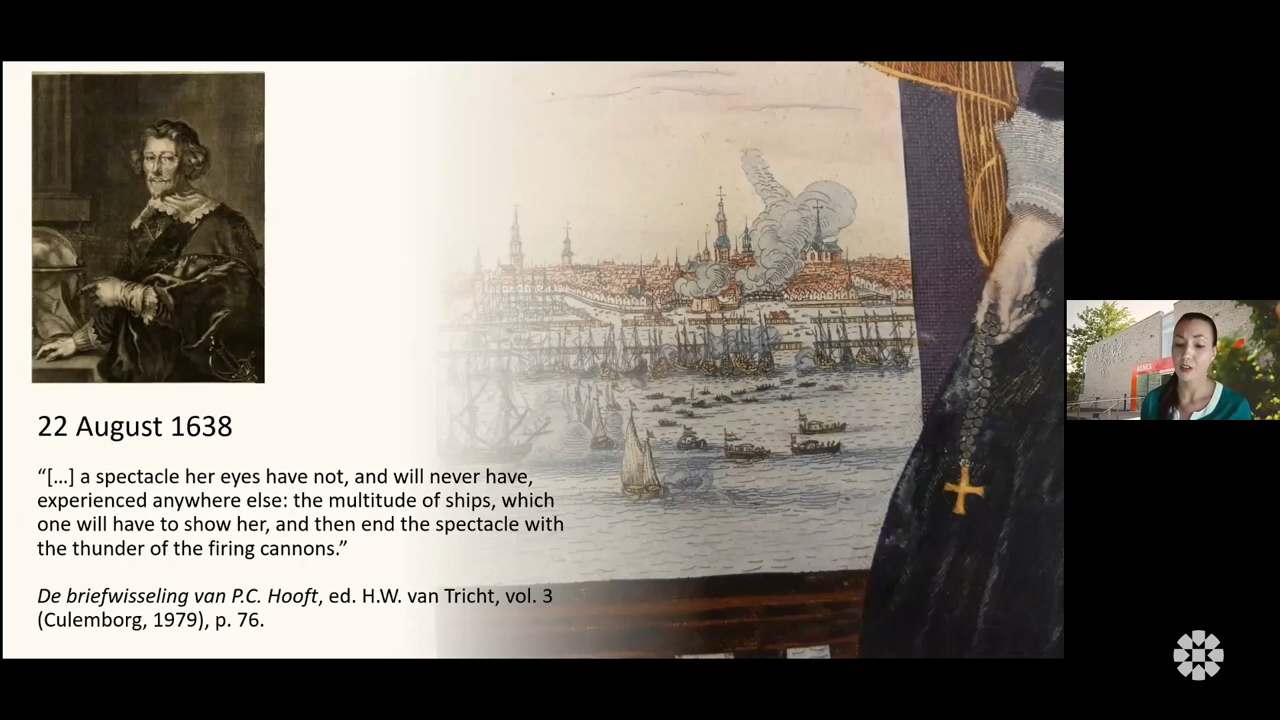 22 August 1638
“[…] a spectacle her eyes have not, and will never have,
experienced anywhere else: the multitude of ships, which
one will have to show her, and then end the spectacle with
the thunder of the firing cannons.”
De briefwisseling van P.C. Hooft, ed. H.W. van Tricht, vol. 3
(Culemborg, 1979), p. 76.
AGNES